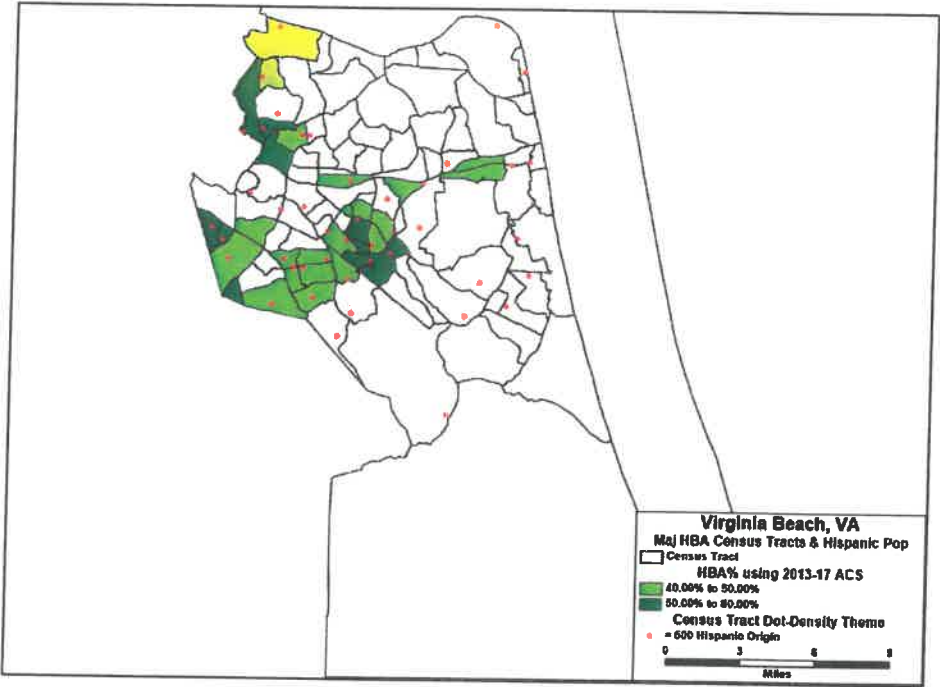 Virginia Beach, VA
Maj HBA Census Tracts & Hispanic Pop
Census Tract
HBA% using 2013-17 ACS
40.00% to 50.00%
50.00% to 80.00%
Census Tract Dot-Density Theme
= 500 Hispanic Origin
0 3 6 9
Miles